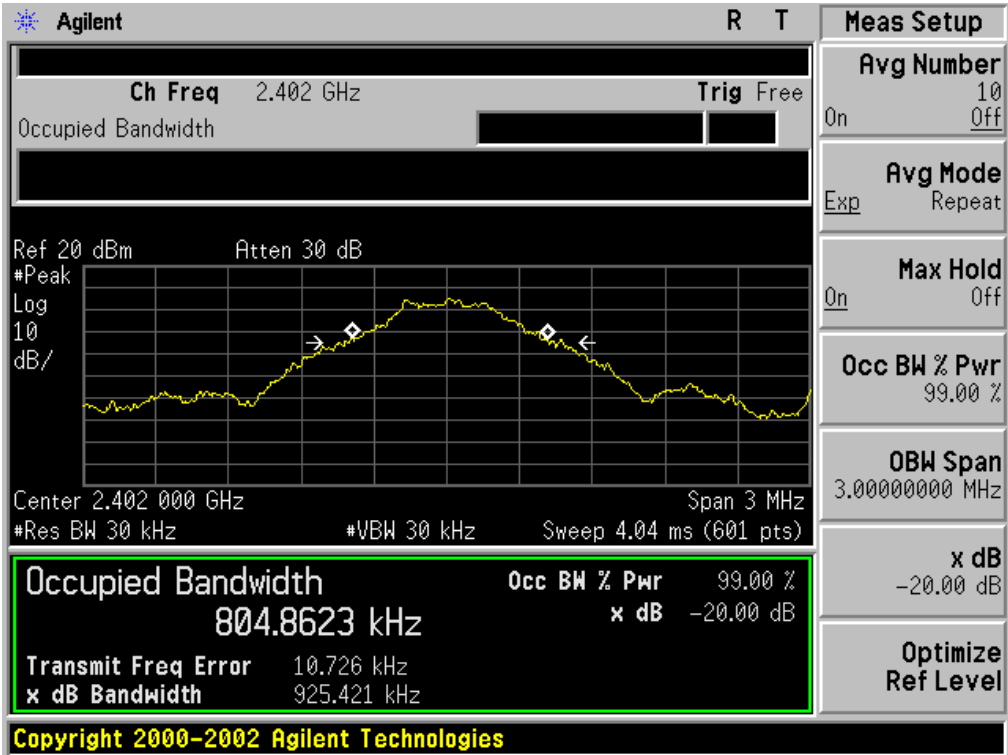 Agilent R T Meas Setup
Ch Freq 2.402 GHz Trig Free
Occupied Bandwidth
Ref 20 dBm Atten 30 dB
#Peak
Log
10
dB/
Center 2.402 000 GHz Span 3 MHz
#Res BW 30 kHz #VBW 30 kHz Sweep 4.04 ms (601 pts)
Occupied Bandwidth
804.8623 kHz
Occ BW % Pwr 99.00 %
x dB -20.00 dB
Transmit Freq Error 10.726 kHz
x dB Bandwidth 925.421 kHz
Avg Number
10
On Off
Avg Mode
Exp Repeat
Max Hold
On Off
Occ BW % Pwr
99.00 %
OBW Span
3.00000000 MHz
x dB
-20.00 dB
Optimize
Ref Level
Copyright 2000-2002 Agilent Technologies